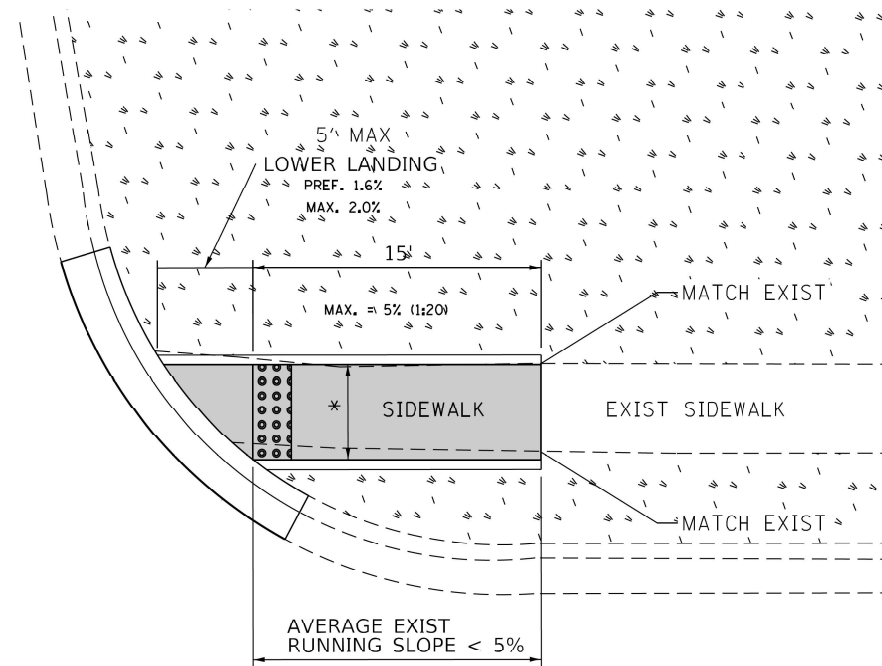 5' MAX
LOWER LANDING
PREF. 1.6%
MAX. 2.0%
15'
MAX. = 5% (1:20)
MATCH EXIST
* SIDEWALK
EXIST SIDEWALK
MATCH EXIST
AVERAGE EXIST
RUNNING SLOPE < 5%